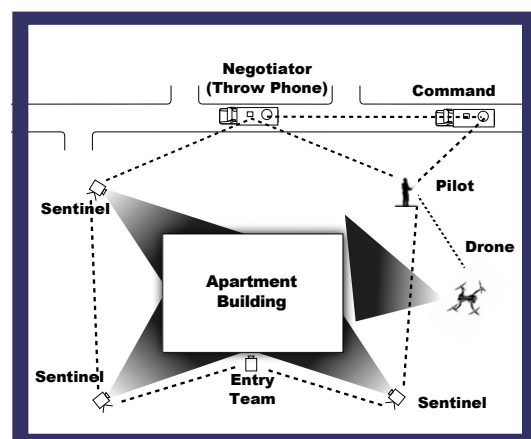 Negotiator
(Throw Phone)
Command
Sentinel
Pilot
Drone
Apartment
Building
Sentinel
Entry
Team
Sentinel